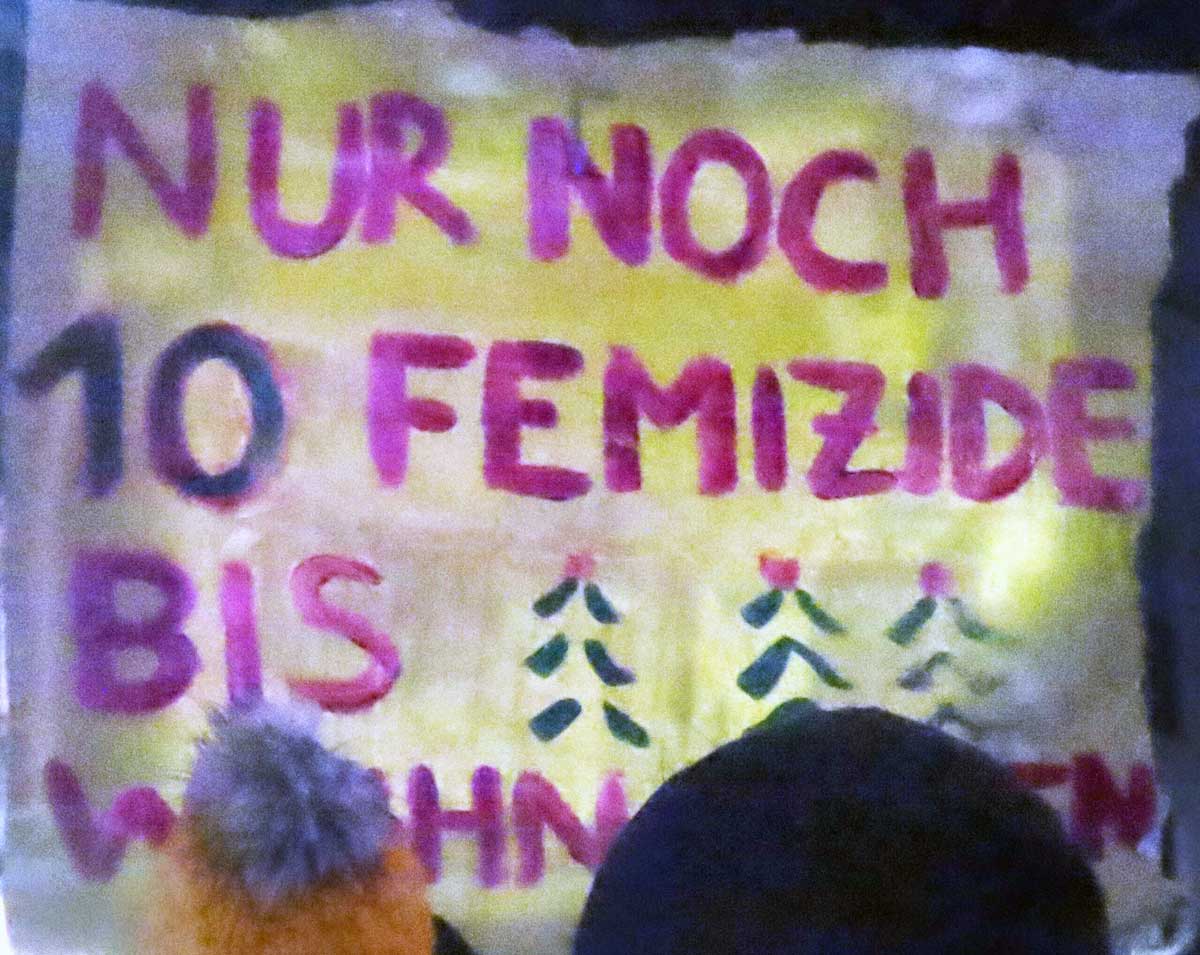 NUR NOCH
10 FEMIZIDE
BIS